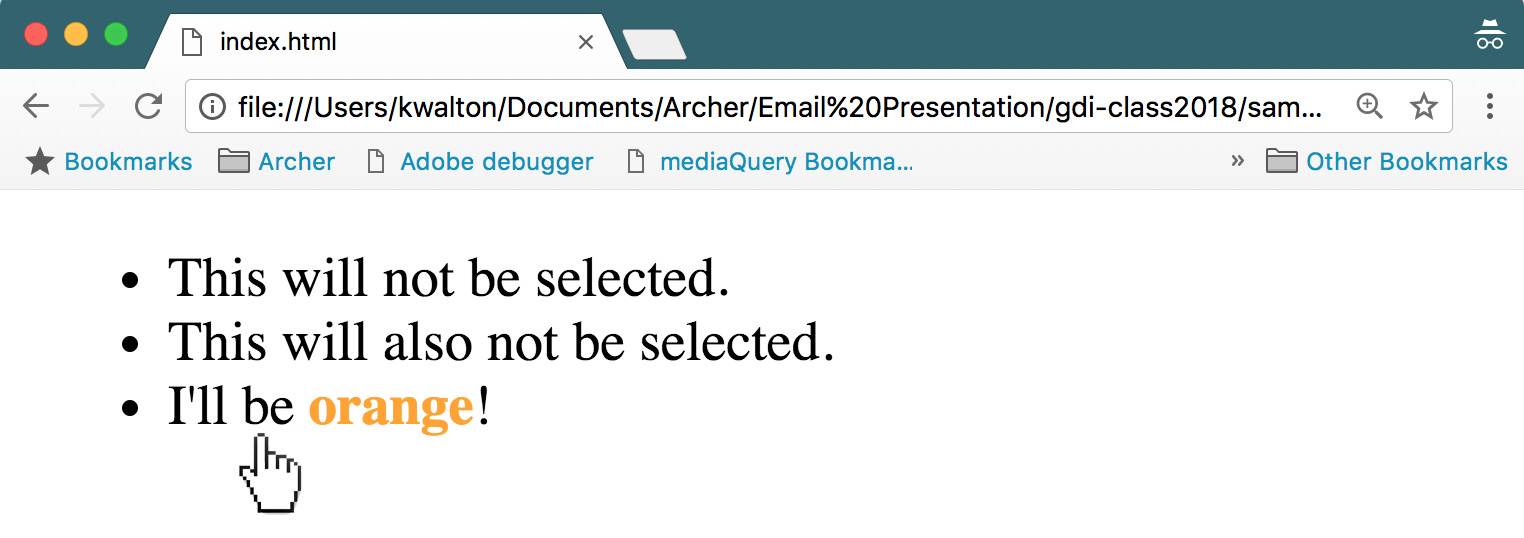 index.html
file:///Users/kwalton/Documents/Archer/Email%20Presentation/gdi-class2018/sam...
Bookmarks Archer Adobe debugger mediaQuery Bookma... » Other Bookmarks
• This will not be selected.
• This will also not be selected.
• I'll be orange!